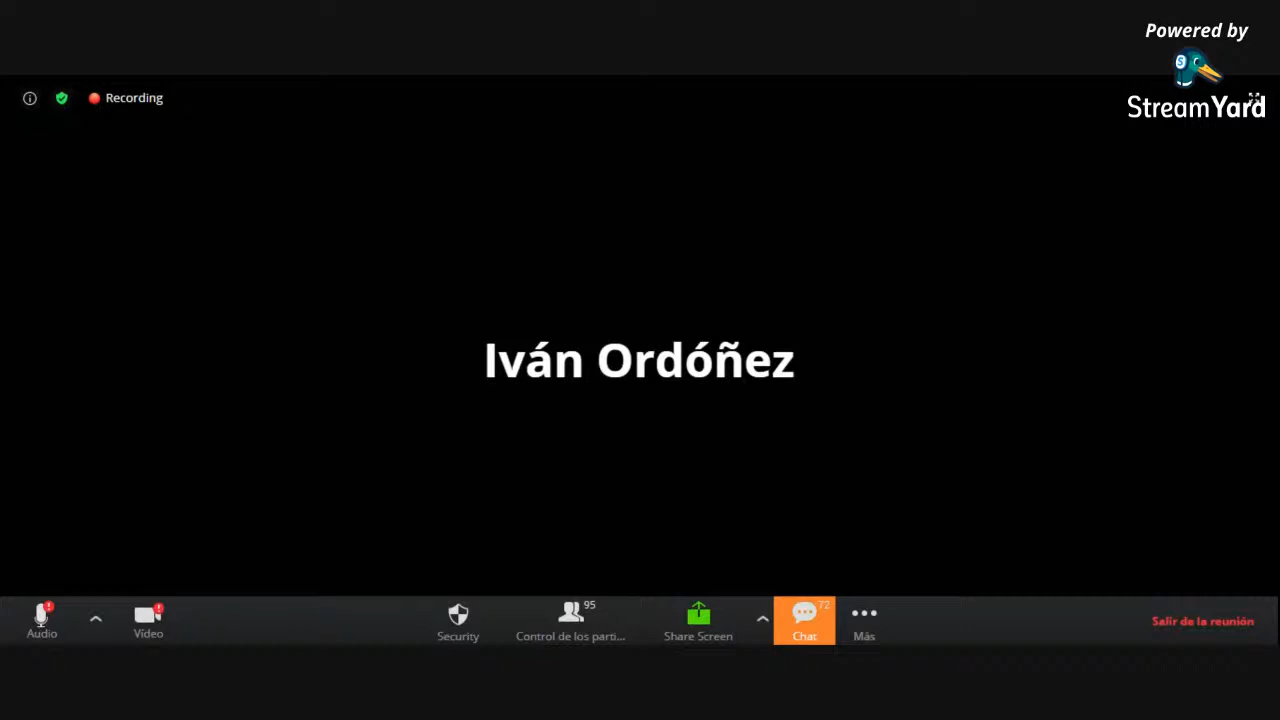 Powered by
StreamYard
Recording
Iván Ordóñez
95
72
Audio
Vídeo
Security
Control de los parti...
Share Screen
Chat
Más
Salir de la reunión